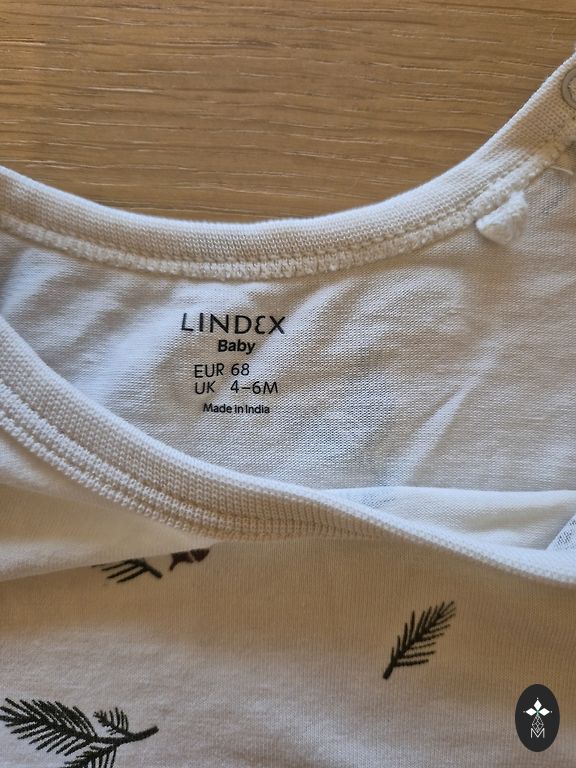 LINDEX
Baby
EUR 68
UK 4–6M
Made in India
M